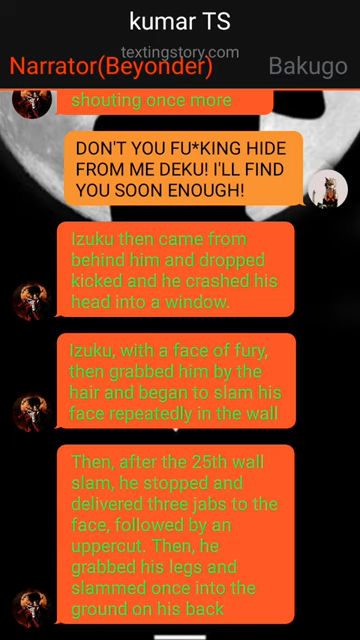 kumar TS
textingstory.com
Narrator(Beyonder) Bakugo
shouting once more
DON'T YOU FU*KING HIDE
FROM ME DEKU! I'LL FIND
YOU SOON ENOUGH!
Izuku then came from
behind him and dropped
kicked and he crashed his
head into a window.
Izuku, with a face of fury,
then grabbed him by the
hair and began to slam his
face repeatedly in the wall
Then, after the 25th wall
slam, he stopped and
delivered three jabs to the
face, followed by an
uppercut. Then, he
grabbed his legs and
slammed once into the
ground on his back